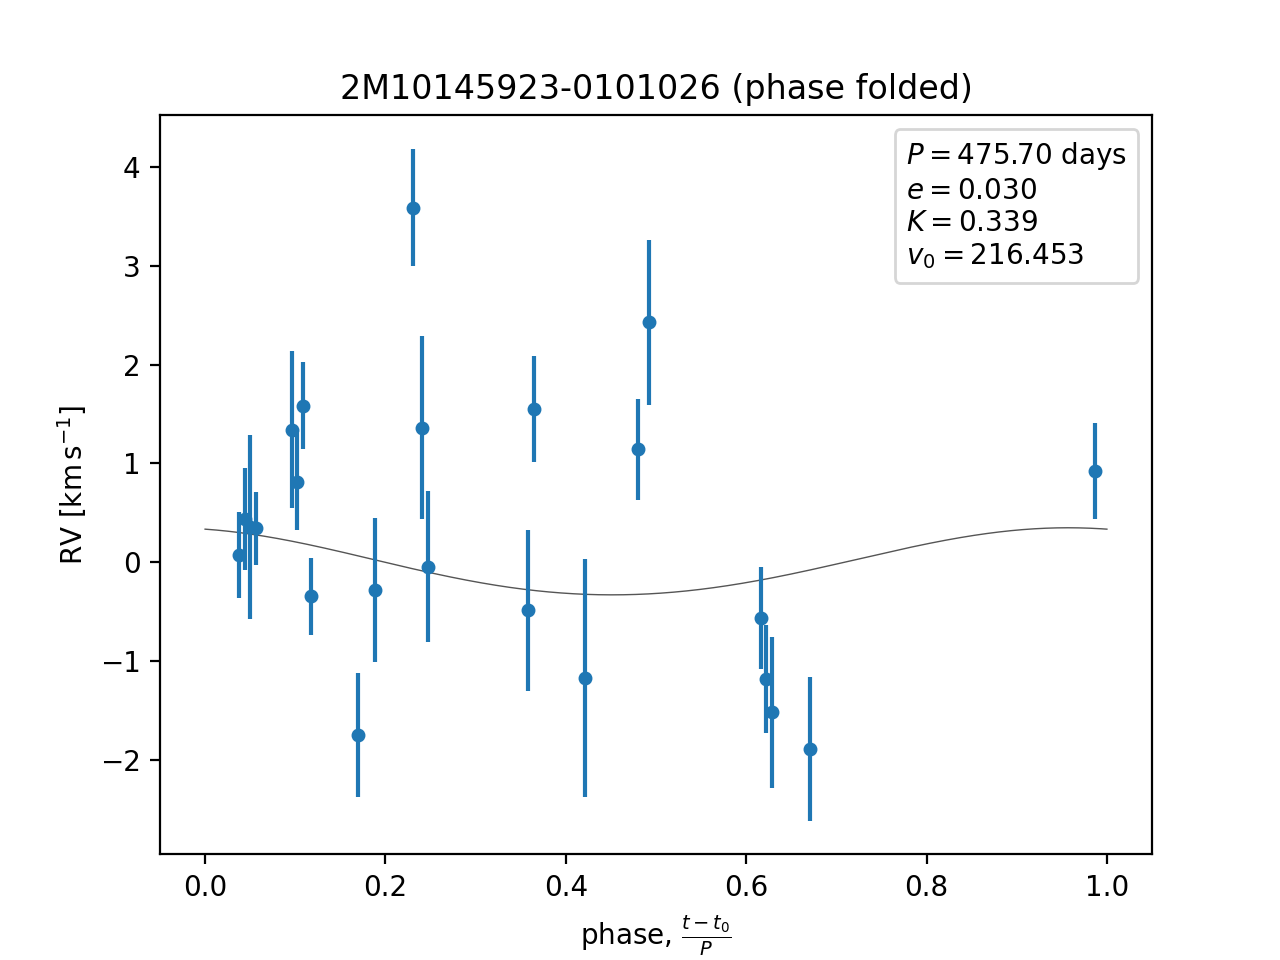 2M10145923-0101026 (phase folded)
P = 475.70 days
e = 0.030
K = 0.339
v₀ = 216.453
4
3
2
1
0
−1
−2
RV [km s⁻¹]
0.0 0.2 0.4 0.6 0.8 1.0
phase, (t − t₀)/P